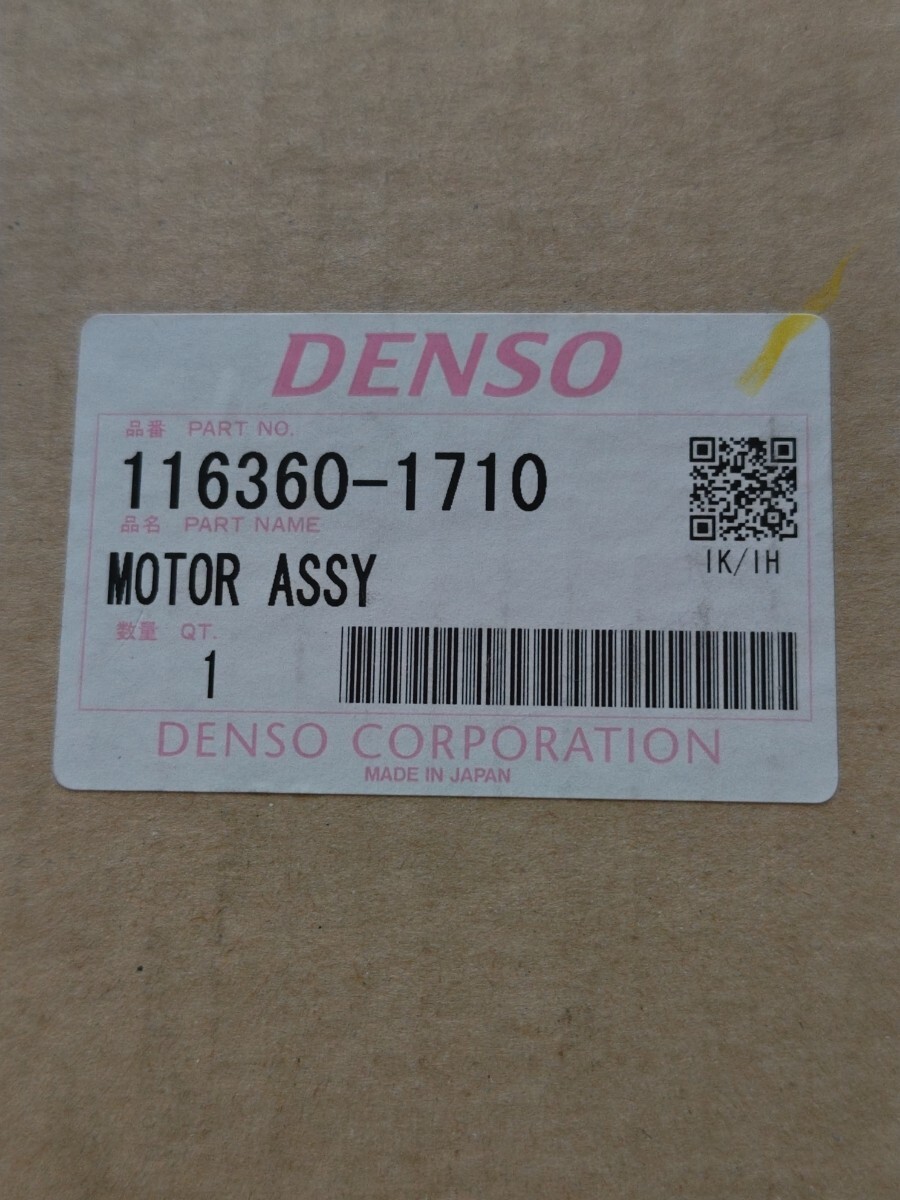 DENSO
品番 PART NO.
116360-1710
品名 PART NAME
MOTOR ASSY
IK/IH
数量 QT.
1
DENSO CORPORATION
MADE IN JAPAN